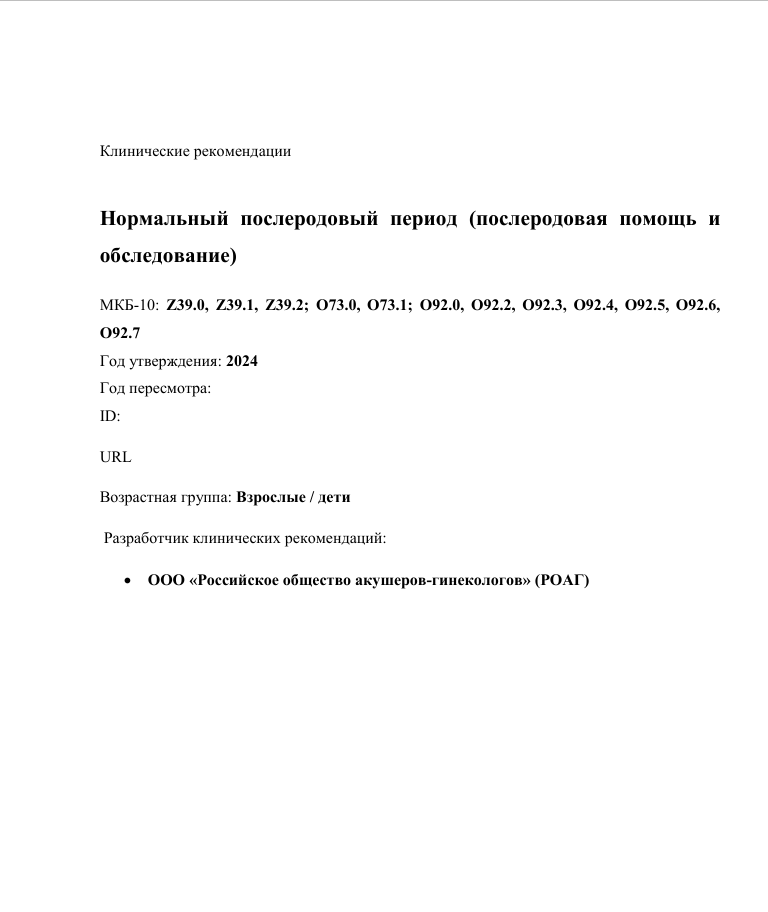 Клинические рекомендации
Нормальный послеродовый период (послеродовая помощь и
обследование)
МКБ-10: Z39.0, Z39.1, Z39.2; O73.0, O73.1; O92.0, O92.2, O92.3, O92.4, O92.5, O92.6,
O92.7
Год утверждения: 2024
Год пересмотра:
ID:
URL
Возрастная группа: Взрослые / дети
Разработчик клинических рекомендаций:
• ООО «Российское общество акушеров-гинекологов» (РОАГ)